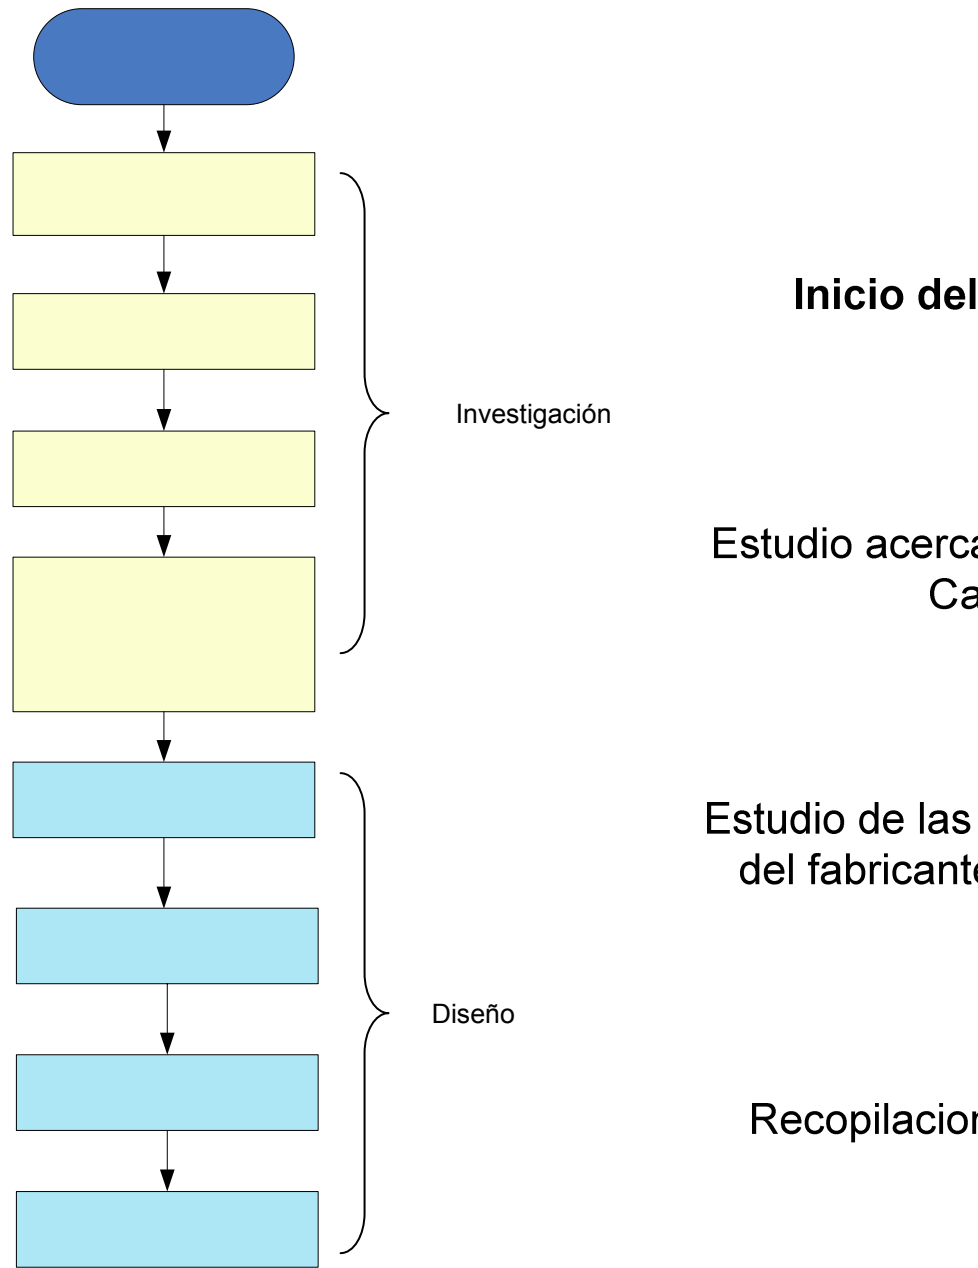 Inicio del
Investigación
Estudio acerca
Ca
Estudio de las
del fabricante
Diseño
Recopilacion